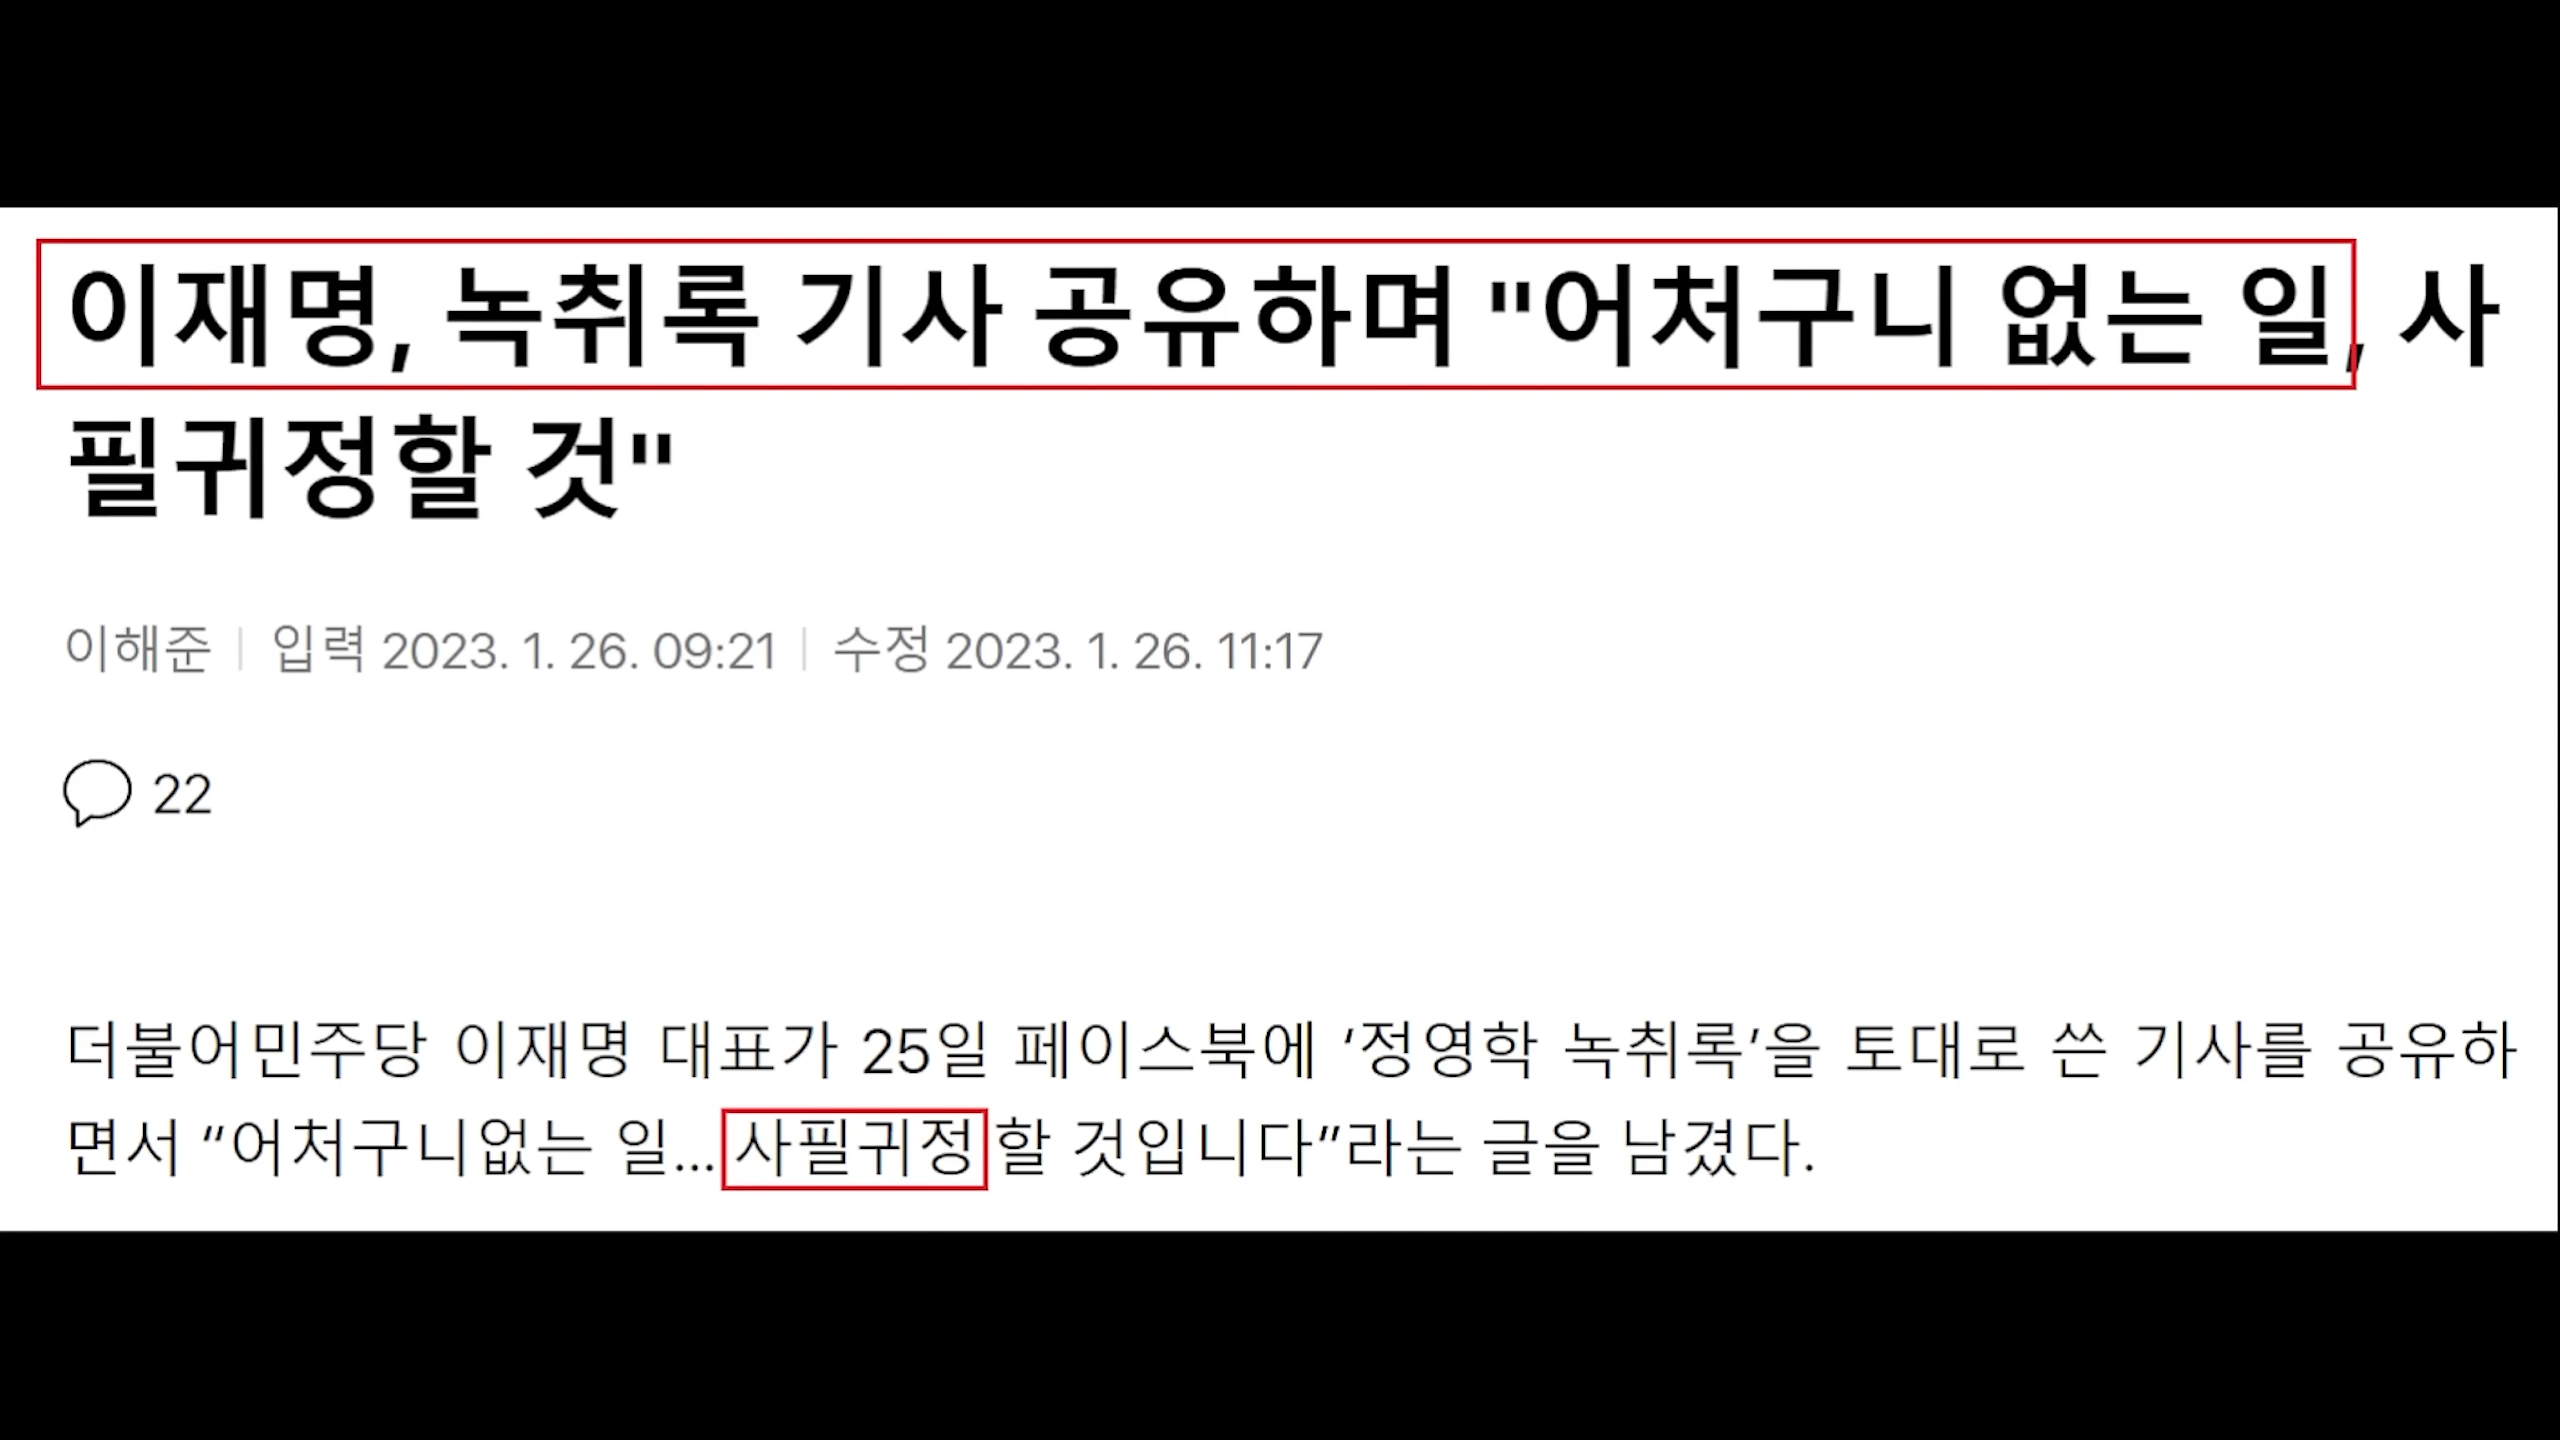 이재명, 녹취록 기사 공유하며 "어처구니 없는 일, 사
필귀정할 것"
이해준 | 입력 2023. 1. 26. 09:21 | 수정 2023. 1. 26. 11:17
22
더불어민주당 이재명 대표가 25일 페이스북에 ‘정영학 녹취록’을 토대로 쓴 기사를 공유하
면서 “어처구니없는 일... 사필귀정할 것입니다”라는 글을 남겼다.